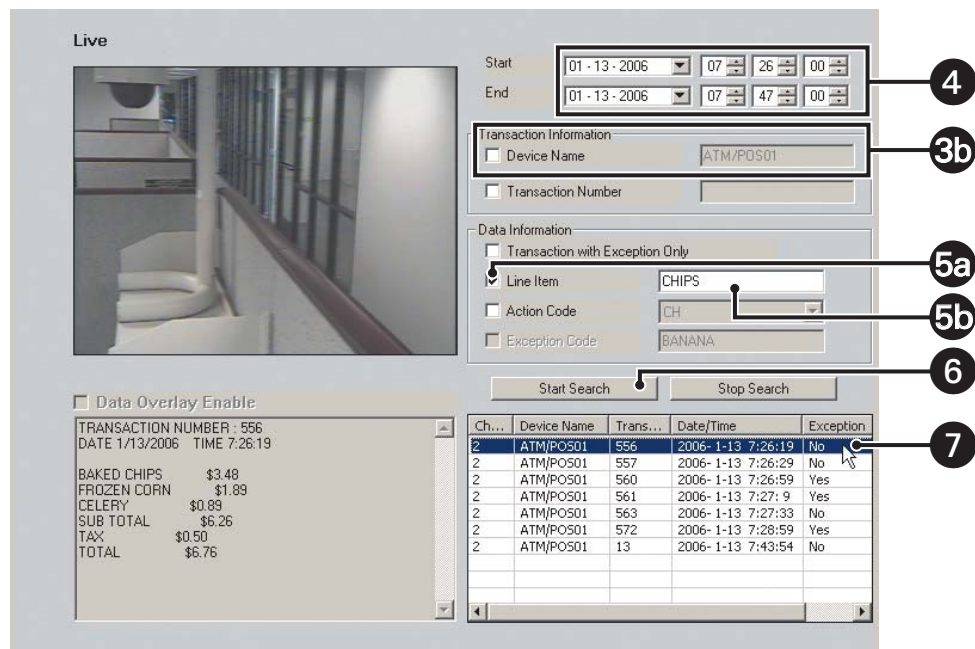 Live
Start 01 - 13 - 2006 07 26 00
End 01 - 13 - 2006 07 47 00
4
Transaction Information
Device Name ATM/POS01
3b
Transaction Number
Data Information
Transaction with Exception Only
5a
Line Item CHIPS
Action Code CH
5b
Exception Code BANANA
Start Search Stop Search
6
Data Overlay Enable
TRANSACTION NUMBER : 556
DATE 1/13/2006 TIME 7:26:19
BAKED CHIPS $3.48
FROZEN CORN $1.89
CELERY $0.89
SUB TOTAL $6.26
TAX $0.50
TOTAL $6.76
Ch... Device Name Trans... Date/Time Exception
2 ATM/POS01 556 2006- 1-13 7:26:19 No
7
2 ATM/POS01 557 2006- 1-13 7:26:29 No
2 ATM/POS01 560 2006- 1-13 7:26:59 Yes
2 ATM/POS01 561 2006- 1-13 7:27: 9 Yes
2 ATM/POS01 563 2006- 1-13 7:27:33 No
2 ATM/POS01 572 2006- 1-13 7:28:59 Yes
2 ATM/POS01 13 2006- 1-13 7:43:54 No